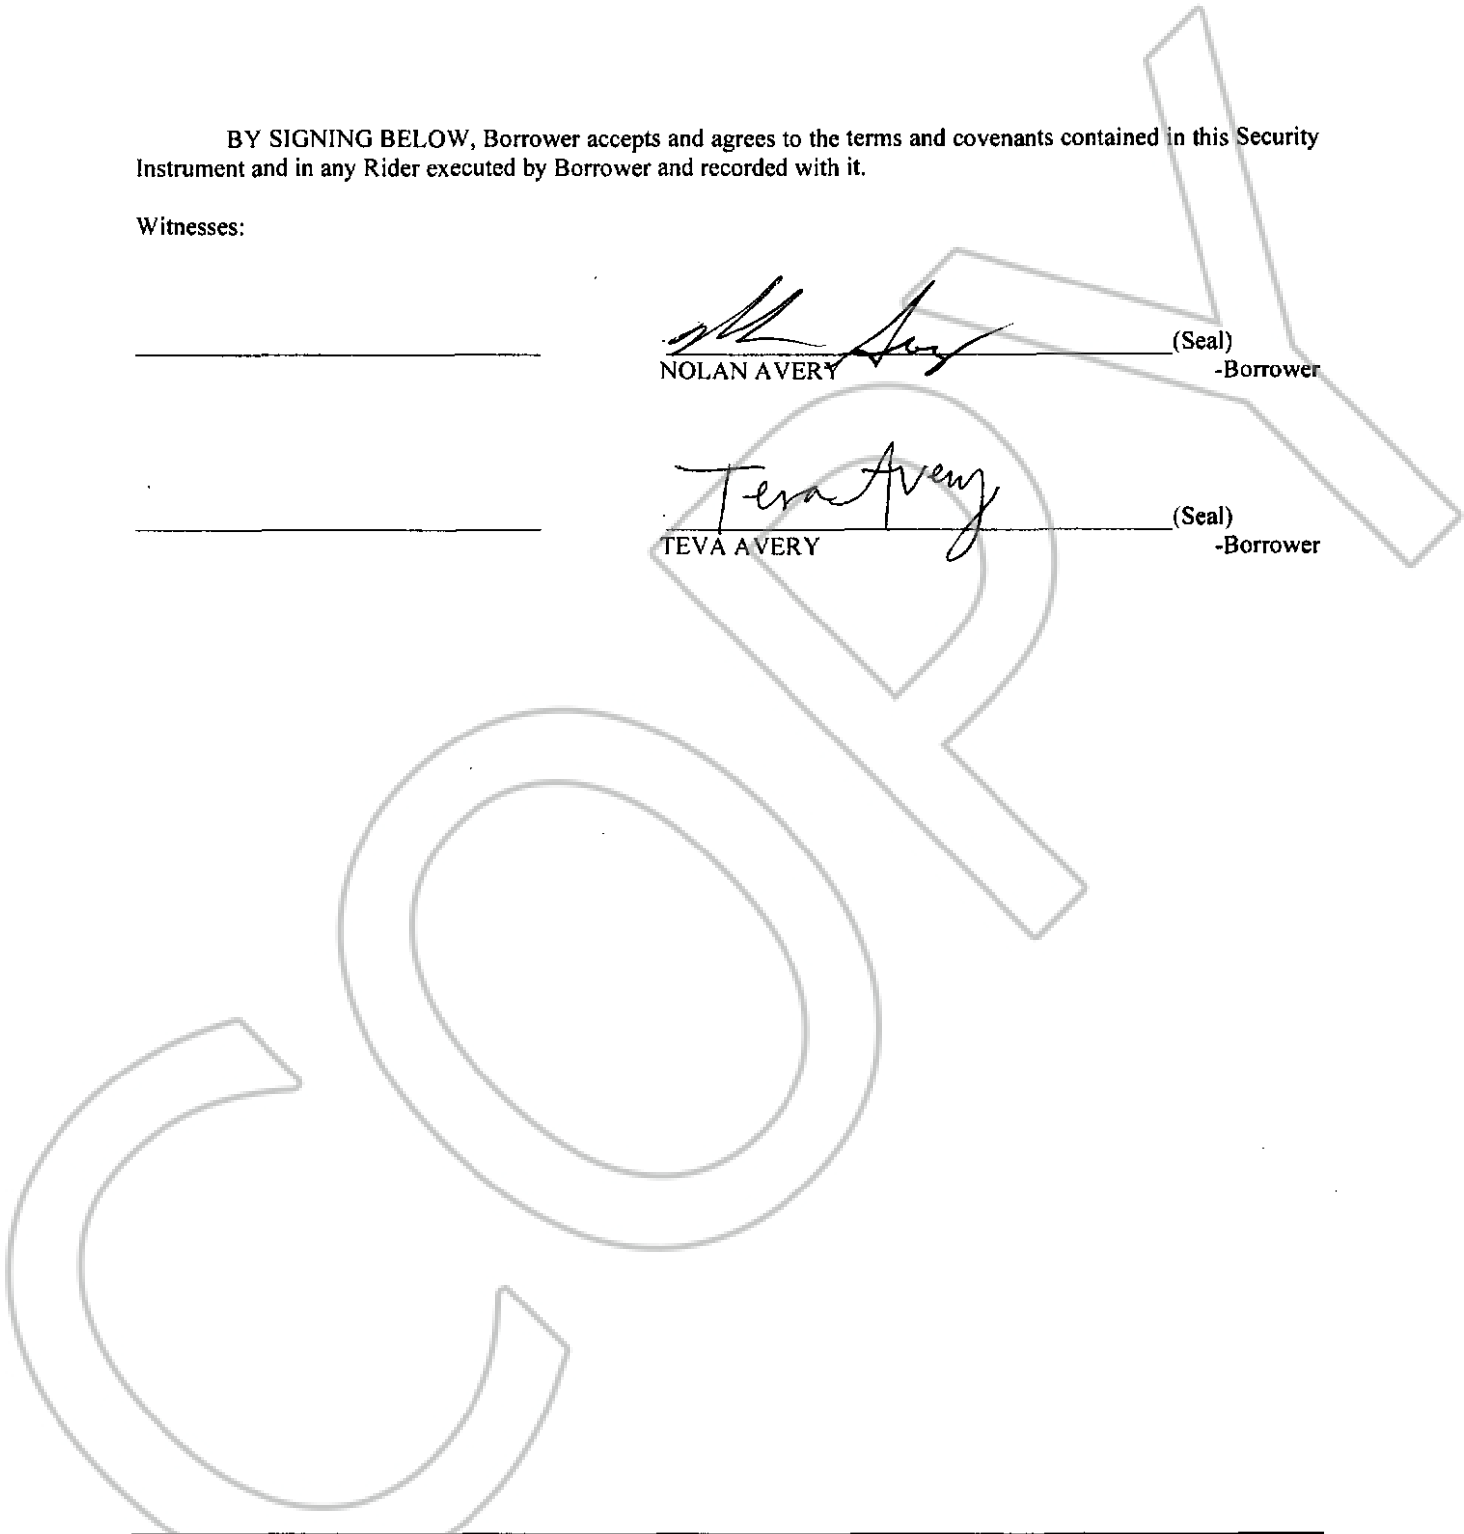 BY SIGNING BELOW, Borrower accepts and agrees to the terms and covenants contained in this Security
Instrument and in any Rider executed by Borrower and recorded with it.
Witnesses:
(Seal)
NOLAN AVERY -Borrower
Teva Avery
(Seal)
TEVA AVERY -Borrower
COPY